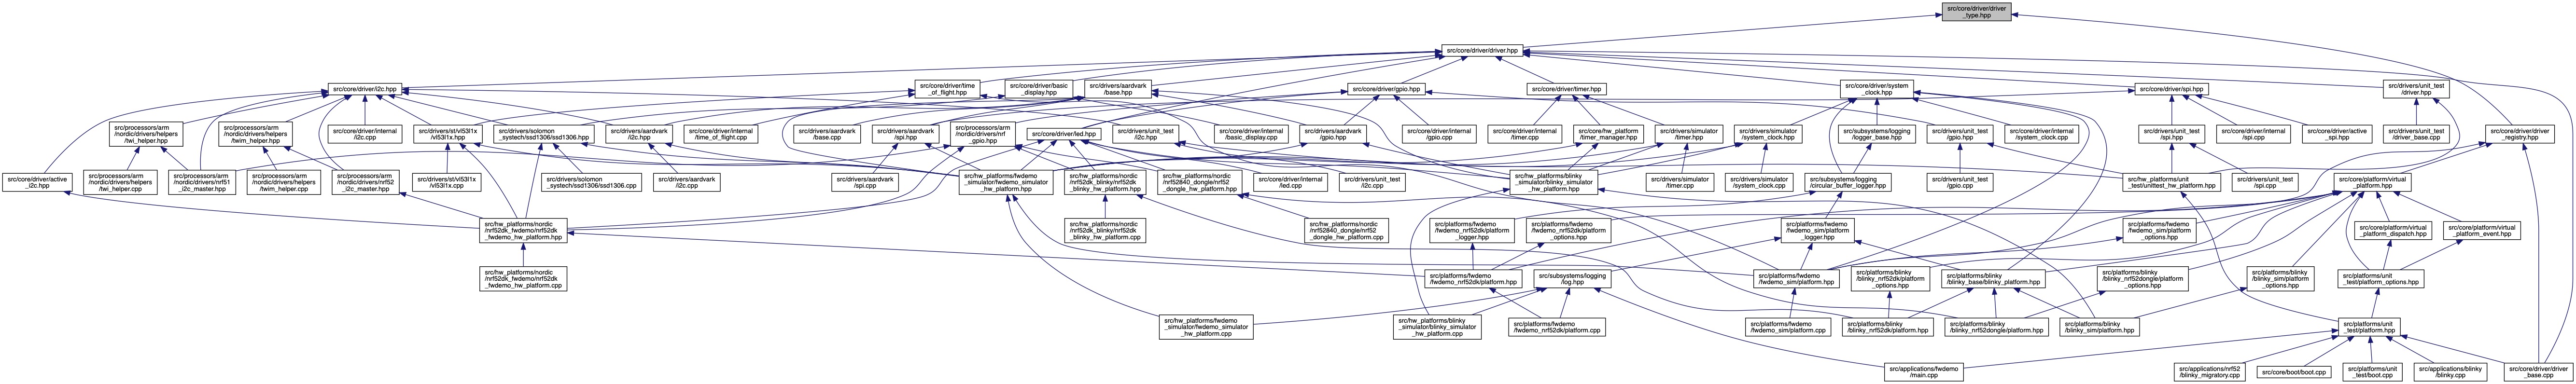 src/core/driver/driver
_type.hpp
src/core/driver/driver.hpp
src/core/driver/i2c.hpp
src/core/driver/time
_of_flight.hpp
src/core/driver/basic
_display.hpp
src/drivers/aardvark
/base.hpp
src/core/driver/gpio.hpp
src/core/driver/timer.hpp
src/core/driver/system
_clock.hpp
src/core/driver/spi.hpp
src/drivers/unit_test
/driver.hpp
src/processors/arm
/nordic/drivers/helpers
/twi_helper.hpp
src/processors/arm
/nordic/drivers/helpers
/twim_helper.hpp
src/core/driver/internal
/i2c.cpp
src/drivers/st/vl53l1x
/vl53l1x.hpp
src/drivers/solomon
_systech/ssd1306/ssd1306.hpp
src/drivers/aardvark
/i2c.hpp
src/core/driver/internal
/time_of_flight.cpp
src/drivers/aardvark
/base.cpp
src/drivers/aardvark
/spi.hpp
src/processors/arm
/nordic/drivers/nrf
_gpio.hpp
src/core/driver/led.hpp
src/drivers/unit_test
/i2c.hpp
src/core/driver/internal
/basic_display.cpp
src/drivers/aardvark
/gpio.hpp
src/core/driver/internal
/gpio.cpp
src/core/driver/internal
/timer.cpp
src/core/hw_platform
/timer_manager.hpp
src/drivers/simulator
/timer.hpp
src/drivers/simulator
/system_clock.hpp
src/subsystems/logging
/logger_base.hpp
src/drivers/unit_test
/gpio.hpp
src/core/driver/internal
/system_clock.cpp
src/drivers/unit_test
/spi.hpp
src/core/driver/internal
/spi.cpp
src/core/driver/active
_spi.hpp
src/drivers/unit_test
/driver_base.cpp
src/core/driver/driver
_registry.hpp
src/core/driver/active
_i2c.hpp
src/processors/arm
/nordic/drivers/helpers
/twi_helper.cpp
src/processors/arm
/nordic/drivers/nrf51
_i2c_master.hpp
src/processors/arm
/nordic/drivers/helpers
/twim_helper.cpp
src/processors/arm
/nordic/drivers/nrf52
_i2c_master.hpp
src/drivers/st/vl53l1x
/vl53l1x.cpp
src/drivers/solomon
_systech/ssd1306/ssd1306.cpp
src/drivers/aardvark
/i2c.cpp
src/drivers/aardvark
/spi.cpp
src/hw_platforms/fwdemo
_simulator/fwdemo_simulator
_hw_platform.hpp
src/hw_platforms/nordic
/nrf52dk_blinky/nrf52dk
_blinky_hw_platform.hpp
src/hw_platforms/nordic
/nrf52840_dongle/nrf52
_dongle_hw_platform.hpp
src/core/driver/internal
/led.cpp
src/drivers/unit_test
/i2c.cpp
src/hw_platforms/blinky
_simulator/blinky_simulator
_hw_platform.hpp
src/drivers/simulator
/timer.cpp
src/drivers/simulator
/system_clock.cpp
src/subsystems/logging
/circular_buffer_logger.hpp
src/drivers/unit_test
/gpio.cpp
src/hw_platforms/unit
_test/unittest_hw_platform.hpp
src/drivers/unit_test
/spi.cpp
src/core/platform/virtual
_platform.hpp
src/hw_platforms/nordic
/nrf52dk_fwdemo/nrf52dk
_fwdemo_hw_platform.hpp
src/hw_platforms/nordic
/nrf52dk_blinky/nrf52dk
_blinky_hw_platform.cpp
src/hw_platforms/nordic
/nrf52840_dongle/nrf52
_dongle_hw_platform.cpp
src/platforms/fwdemo
/fwdemo_nrf52dk/platform
_logger.hpp
src/platforms/fwdemo
/fwdemo_nrf52dk/platform
_options.hpp
src/platforms/fwdemo
/fwdemo_sim/platform
_logger.hpp
src/platforms/fwdemo
/fwdemo_sim/platform
_options.hpp
src/core/platform/virtual
_platform_dispatch.hpp
src/core/platform/virtual
_platform_event.hpp
src/hw_platforms/nordic
/nrf52dk_fwdemo/nrf52dk
_fwdemo_hw_platform.cpp
src/platforms/fwdemo
/fwdemo_nrf52dk/platform.hpp
src/subsystems/logging
/log.hpp
src/platforms/fwdemo
/fwdemo_sim/platform.hpp
src/platforms/blinky
/blinky_nrf52dk/platform
_options.hpp
src/platforms/blinky
/blinky_base/blinky_platform.hpp
src/platforms/blinky
/blinky_nrf52dongle/platform
_options.hpp
src/platforms/blinky
/blinky_sim/platform
_options.hpp
src/platforms/unit
_test/platform_options.hpp
src/hw_platforms/fwdemo
_simulator/fwdemo_simulator
_hw_platform.cpp
src/hw_platforms/blinky
_simulator/blinky_simulator
_hw_platform.cpp
src/platforms/fwdemo
/fwdemo_nrf52dk/platform.cpp
src/platforms/fwdemo
/fwdemo_sim/platform.cpp
src/platforms/blinky
/blinky_nrf52dk/platform.hpp
src/platforms/blinky
/blinky_nrf52dongle/platform.hpp
src/platforms/blinky
/blinky_sim/platform.hpp
src/platforms/unit
_test/platform.hpp
src/applications/fwdemo
/main.cpp
src/applications/nrf52
/blinky_migratory.cpp
src/core/boot/boot.cpp
src/platforms/unit
_test/boot.cpp
src/applications/blinky
/blinky.cpp
src/core/driver/driver
_base.cpp